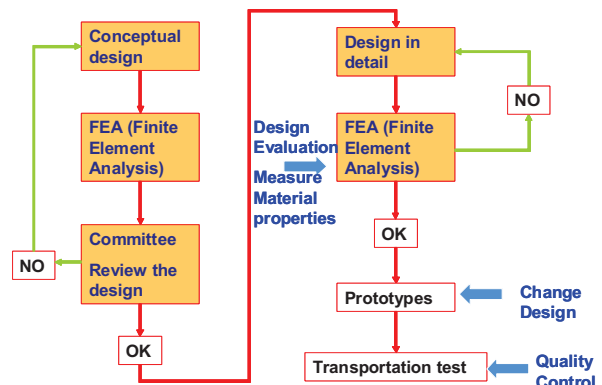 Conceptual
design
FEA (Finite
Element
Analysis)
Committee
Review the
design
NO
OK
Design in
detail
NO
Design
Evaluation
Measure
Material
properties
FEA (Finite
Element
Analysis)
OK
Prototypes
Change
Design
Transportation test
Quality
Control